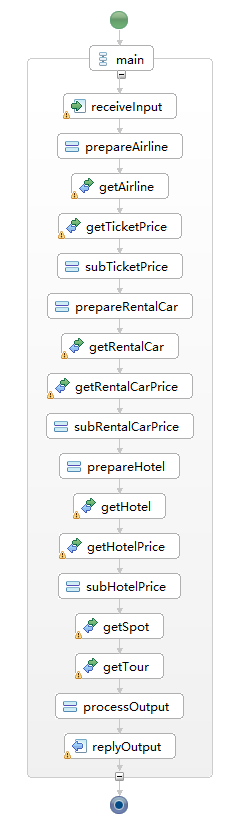 main
receiveInput
prepareAirline
getAirline
getTicketPrice
subTicketPrice
prepareRentalCar
getRentalCar
getRentalCarPrice
subRentalCarPrice
prepareHotel
getHotel
getHotelPrice
subHotelPrice
getSpot
getTour
processOutput
replyOutput